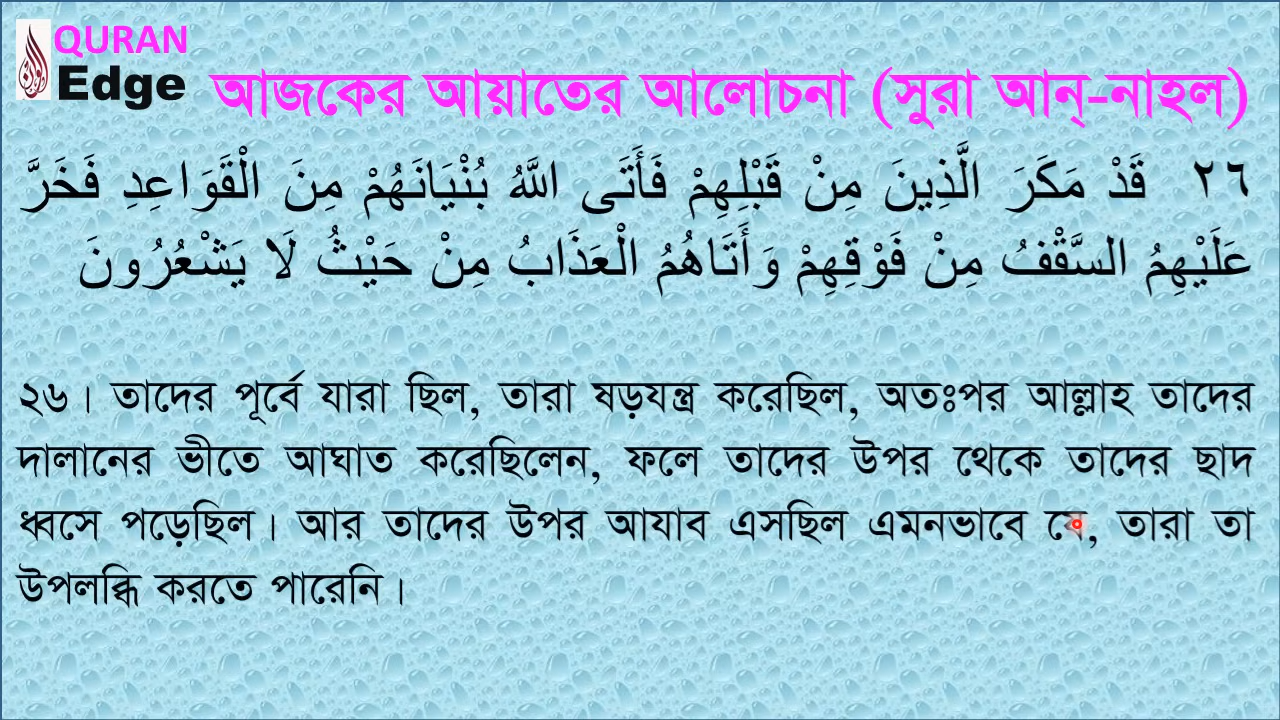 QURAN
Edge
আজকের আয়াতের আলোচনা (সুরা আন্-নাহল)
٢٦ قَدْ مَكَرَ الَّذِينَ مِنْ قَبْلِهِمْ فَأَتَى اللَّهُ بُنْيَانَهُمْ مِنَ الْقَوَاعِدِ فَخَرَّ
عَلَيْهِمُ السَّقْفُ مِنْ فَوْقِهِمْ وَأَتَاهُمُ الْعَذَابُ مِنْ حَيْثُ لَا يَشْعُرُونَ
২৬। তাদের পূর্বে যারা ছিল, তারা ষড়যন্ত্র করেছিল, অতঃপর আল্লাহ তাদের
দালানের ভীতে আঘাত করেছিলেন, ফলে তাদের উপর থেকে তাদের ছাদ
ধ্বসে পড়েছিল। আর তাদের উপর আযাব এসছিল এমনভাবে যে, তারা তা
উপলব্ধি করতে পারেনি।